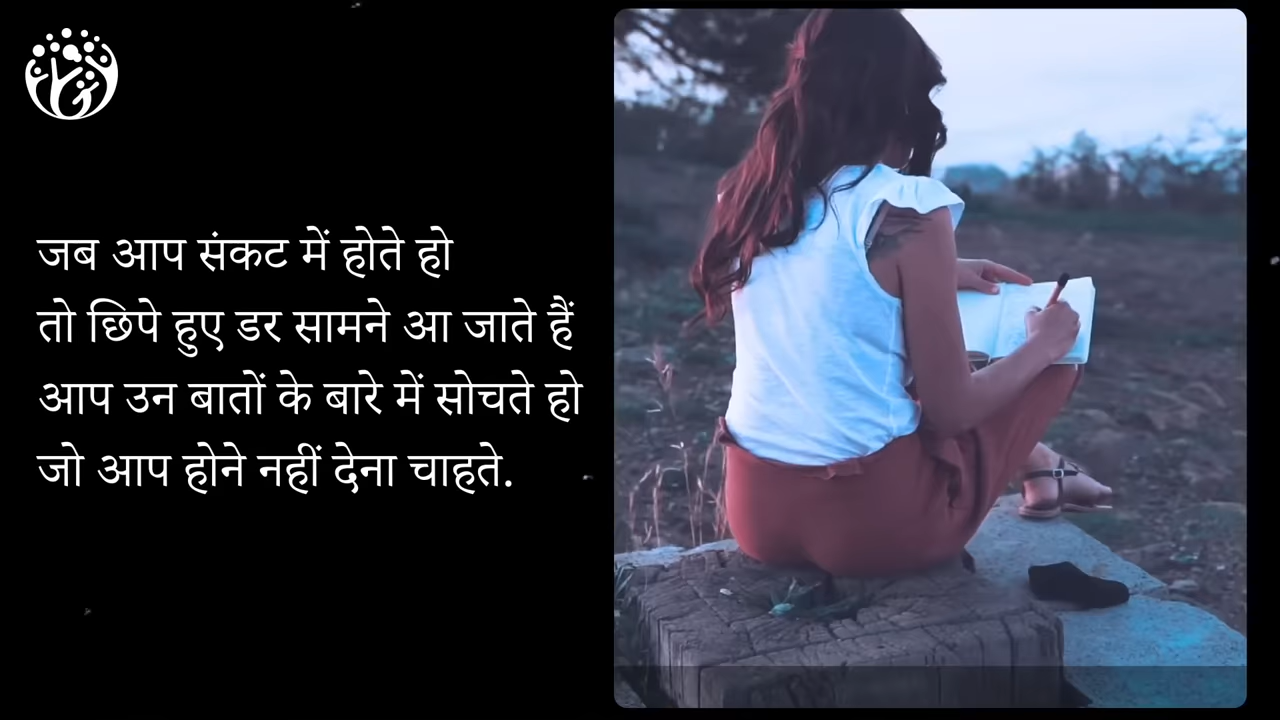 जब आप संकट में होते हो
तो छिपे हुए डर सामने आ जाते हैं
आप उन बातों के बारे में सोचते हो
जो आप होने नहीं देना चाहते.